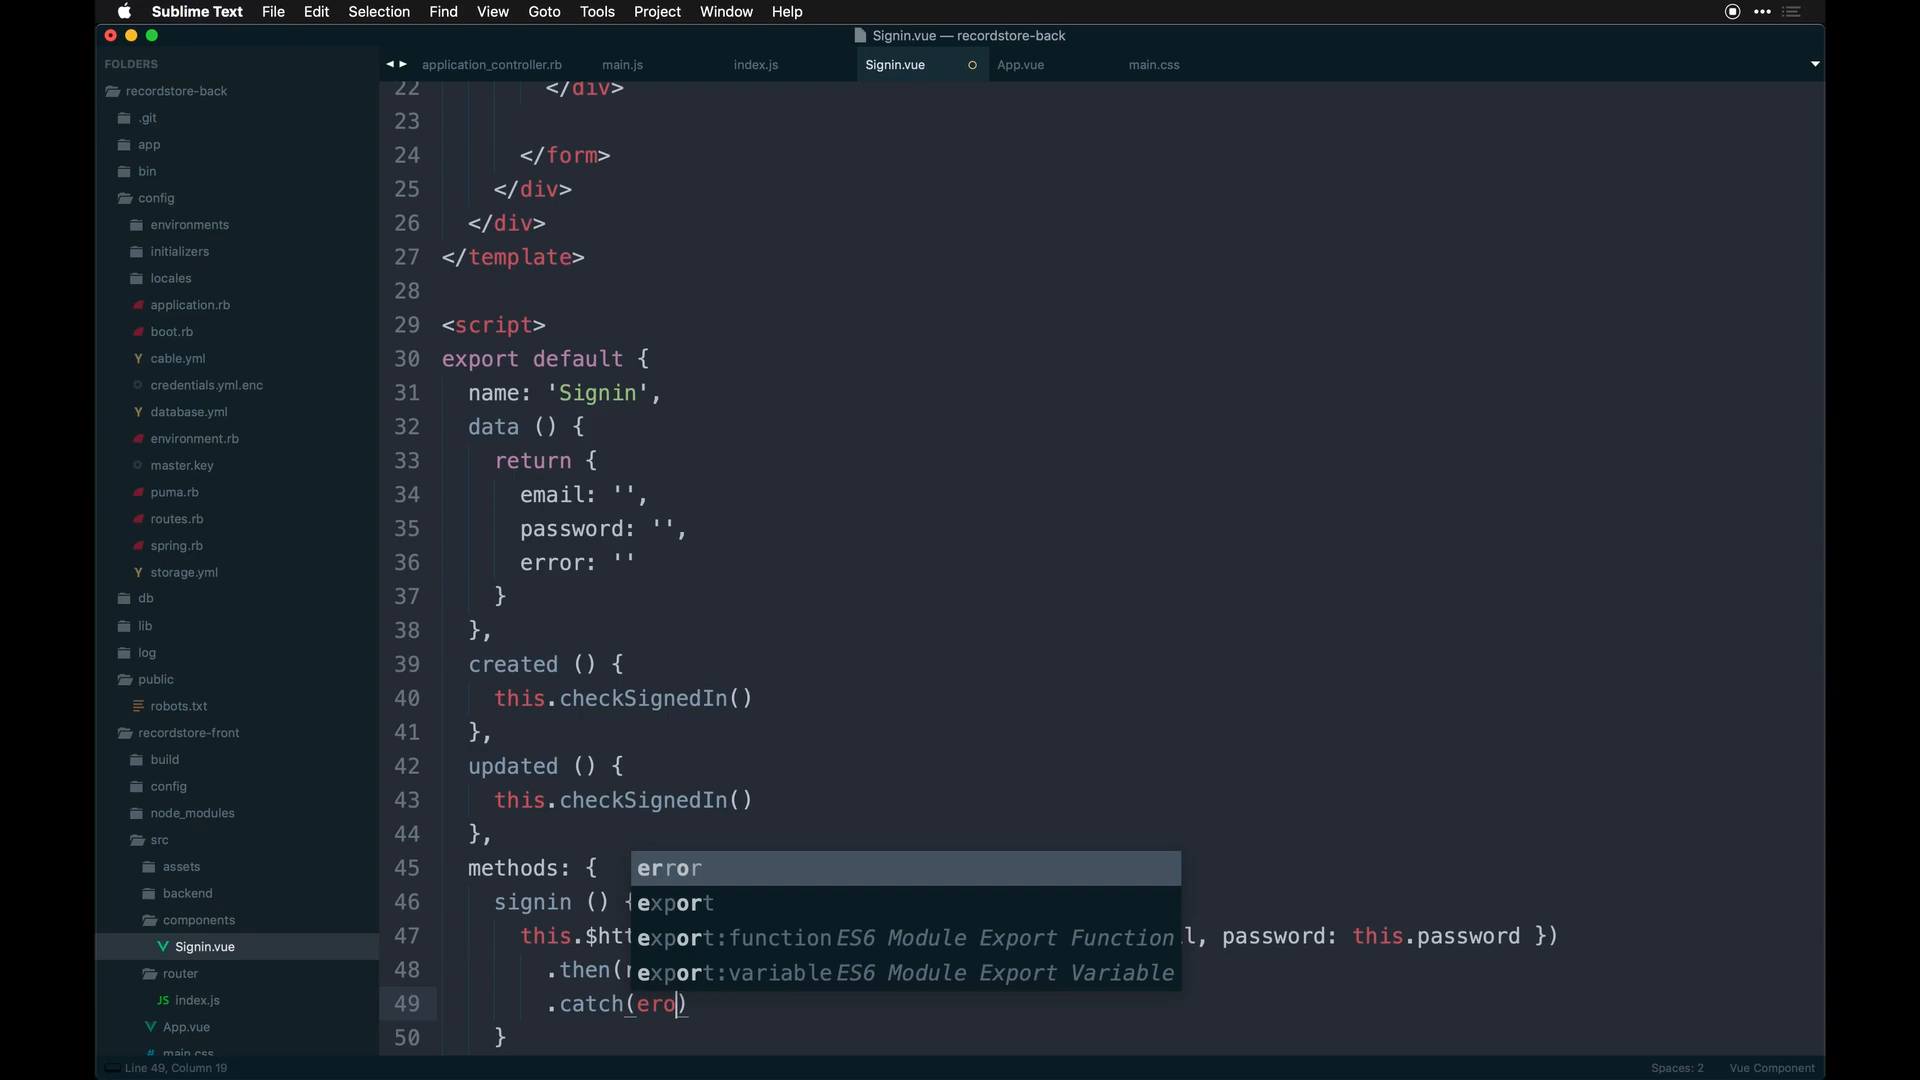 Sublime Text File Edit Selection Find View Goto Tools Project Window Help
Signin.vue — recordstore-back
FOLDERS
application_controller.rb main.js index.js Signin.vue App.vue main.css
recordstore-back
.git
app
bin
config
environments
initializers
locales
application.rb
boot.rb
Y cable.yml
credentials.yml.enc
Y database.yml
environment.rb
master.key
puma.rb
routes.rb
spring.rb
Y storage.yml
db
lib
log
public
robots.txt
recordstore-front
build
config
node_modules
src
assets
backend
components
Signin.vue
router
JS index.js
App.vue
# main.css
22 </div>
23
24 </form>
25 </div>
26 </div>
27 </template>
28
29 <script>
30 export default {
31 name: 'Signin',
32 data () {
33 return {
34 email: '',
35 password: '',
36 error: ''
37 }
38 },
39 created () {
40 this.checkSignedIn()
41 },
42 updated () {
43 this.checkSignedIn()
44 },
45 methods: {
46 signin () {
47 this.$htt l, password: this.password })
48 .then(r
49 .catch(ero)
50 }
error
export
export:function ES6 Module Export Function
export:variable ES6 Module Export Variable
Line 49, Column 19
Spaces: 2 Vue Component